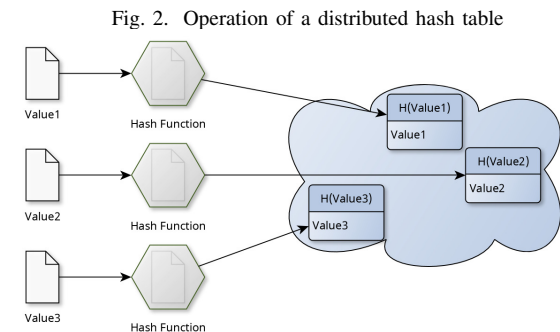 Fig. 2. Operation of a distributed hash table
Value1
Hash Function
H(Value1)
Value1
Value2
Hash Function
H(Value2)
Value2
H(Value3)
Value3
Value3
Hash Function